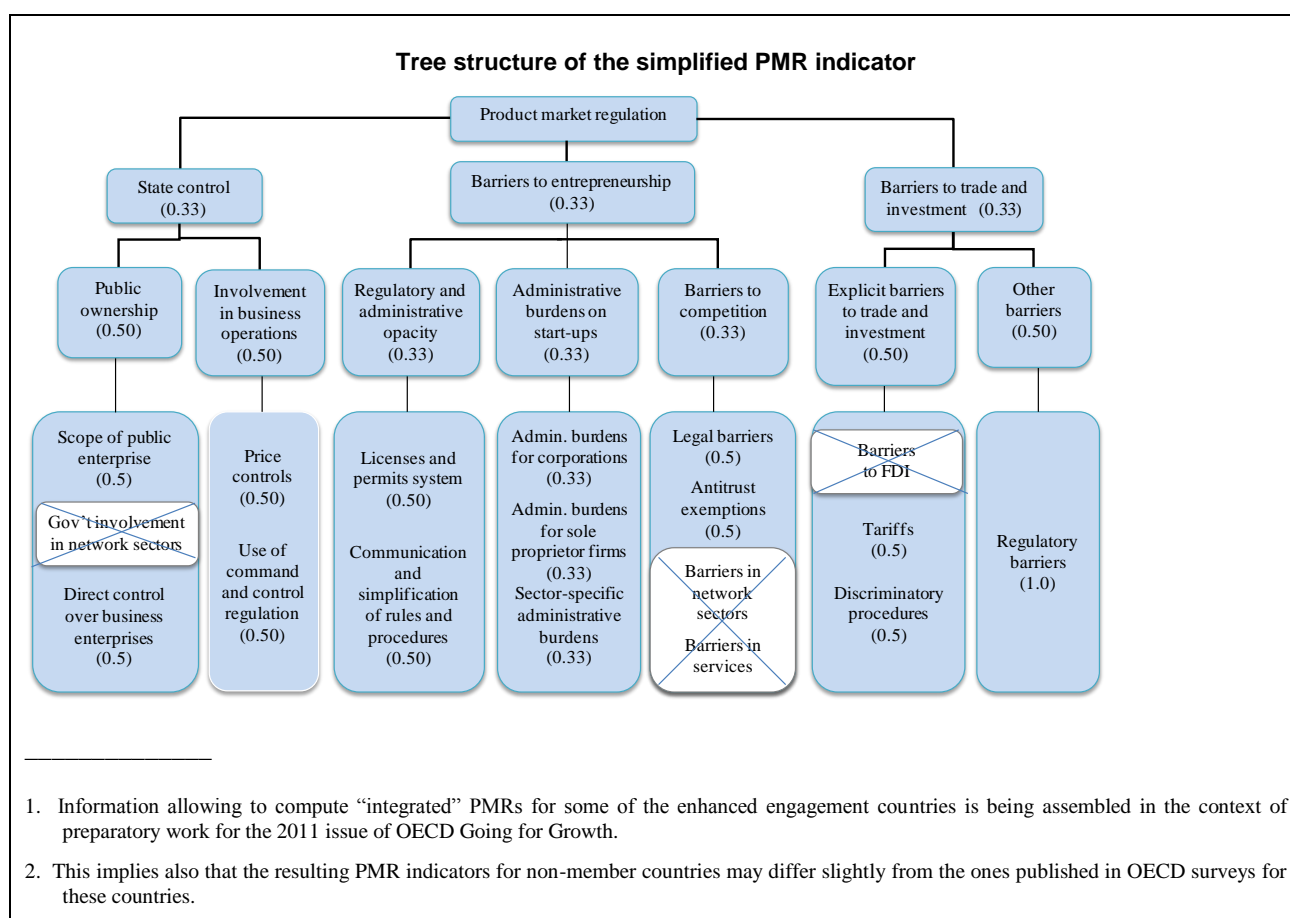 Tree structure of the simplified PMR indicator
Product market regulation
State control
(0.33)
Barriers to entrepreneurship
(0.33)
Barriers to trade and
investment (0.33)
Public
ownership
(0.50)
Involvement
in business
operations
(0.50)
Regulatory and
administrative
opacity
(0.33)
Administrative
burdens on
start-ups
(0.33)
Barriers to
competition
(0.33)
Explicit barriers
to trade and
investment
(0.50)
Other
barriers
(0.50)
Scope of public
enterprise
(0.5)
Gov't involvement
in network sectors
Direct control
over business
enterprises
(0.5)
Price
controls
(0.50)
Use of
command
and control
regulation
(0.50)
Licenses and
permits system
(0.50)
Communication
and
simplification
of rules and
procedures
(0.50)
Admin. burdens
for corporations
(0.33)
Admin. burdens
for sole
proprietor firms
(0.33)
Sector-specific
administrative
burdens
(0.33)
Legal barriers
(0.5)
Antitrust
exemptions
(0.5)
Barriers in
network
sectors
Barriers in
services
Barriers
to FDI
Tariffs
(0.5)
Discriminatory
procedures
(0.5)
Regulatory
barriers
(1.0)
1. Information allowing to compute “integrated” PMRs for some of the enhanced engagement countries is being assembled in the context of
preparatory work for the 2011 issue of OECD Going for Growth.
2. This implies also that the resulting PMR indicators for non-member countries may differ slightly from the ones published in OECD surveys for
these countries.